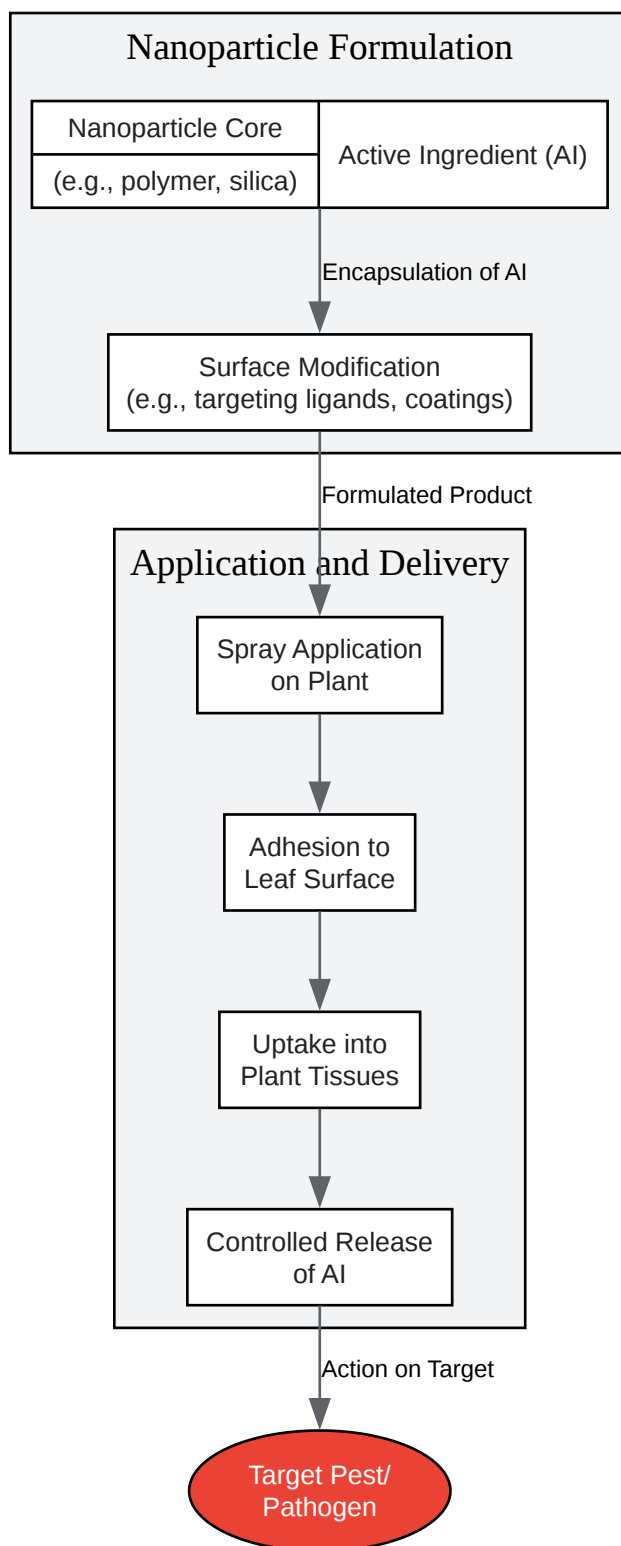 Nanoparticle Formulation
Nanoparticle Core
(e.g., polymer, silica)
Active Ingredient (AI)
Encapsulation of AI
Surface Modification
(e.g., targeting ligands, coatings)
Formulated Product
Application and Delivery
Spray Application
on Plant
Adhesion to
Leaf Surface
Uptake into
Plant Tissues
Controlled Release
of AI
Action on Target
Target Pest/
Pathogen